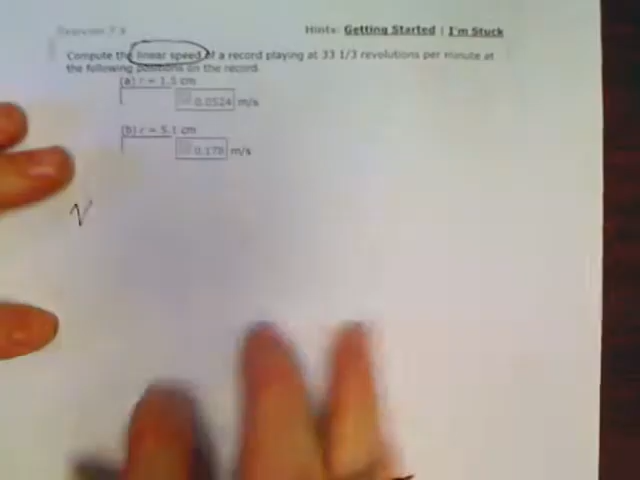 Hints: Getting Started | I'm Stuck
Compute the linear speed of a record playing at 33 1/3 revolutions per minute at
the following positions on the record.
(a) r = 1.5 cm
0.0524 m/s
(b) r = 5.1 cm
0.178 m/s
v